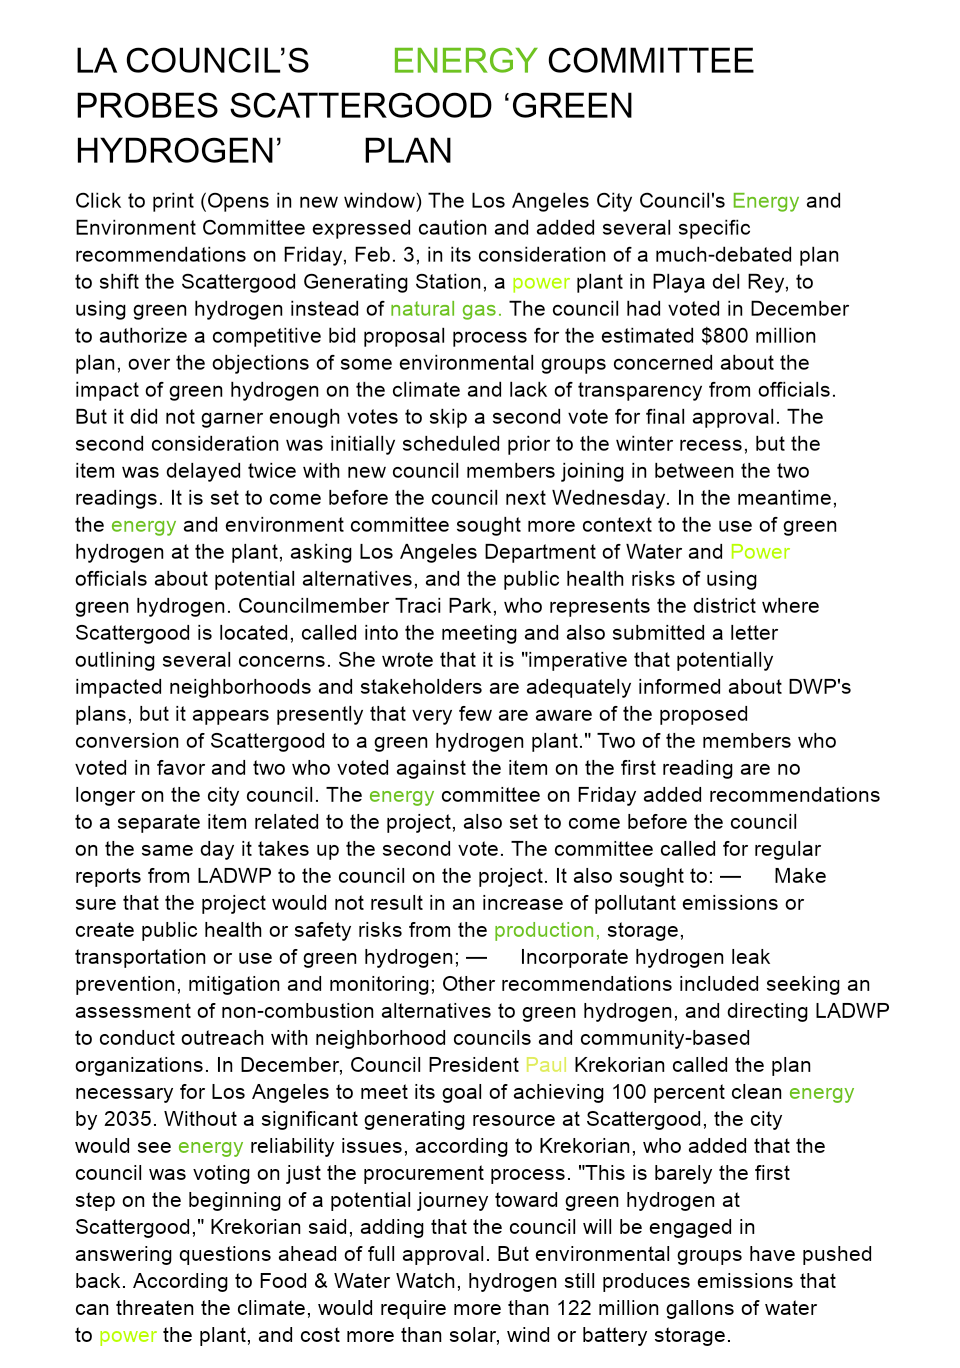 LA COUNCIL’S ENERGY COMMITTEE
PROBES SCATTERGOOD ‘GREEN
HYDROGEN’ PLAN
Click to print (Opens in new window) The Los Angeles City Council's Energy and
Environment Committee expressed caution and added several specific
recommendations on Friday, Feb. 3, in its consideration of a much-debated plan
to shift the Scattergood Generating Station, a power plant in Playa del Rey, to
using green hydrogen instead of natural gas. The council had voted in December
to authorize a competitive bid proposal process for the estimated $800 million
plan, over the objections of some environmental groups concerned about the
impact of green hydrogen on the climate and lack of transparency from officials.
But it did not garner enough votes to skip a second vote for final approval. The
second consideration was initially scheduled prior to the winter recess, but the
item was delayed twice with new council members joining in between the two
readings. It is set to come before the council next Wednesday. In the meantime,
the energy and environment committee sought more context to the use of green
hydrogen at the plant, asking Los Angeles Department of Water and Power
officials about potential alternatives, and the public health risks of using
green hydrogen. Councilmember Traci Park, who represents the district where
Scattergood is located, called into the meeting and also submitted a letter
outlining several concerns. She wrote that it is "imperative that potentially
impacted neighborhoods and stakeholders are adequately informed about DWP's
plans, but it appears presently that very few are aware of the proposed
conversion of Scattergood to a green hydrogen plant." Two of the members who
voted in favor and two who voted against the item on the first reading are no
longer on the city council. The energy committee on Friday added recommendations
to a separate item related to the project, also set to come before the council
on the same day it takes up the second vote. The committee called for regular
reports from LADWP to the council on the project. It also sought to: — Make
sure that the project would not result in an increase of pollutant emissions or
create public health or safety risks from the production, storage,
transportation or use of green hydrogen; — Incorporate hydrogen leak
prevention, mitigation and monitoring; Other recommendations included seeking an
assessment of non-combustion alternatives to green hydrogen, and directing LADWP
to conduct outreach with neighborhood councils and community-based
organizations. In December, Council President Paul Krekorian called the plan
necessary for Los Angeles to meet its goal of achieving 100 percent clean energy
by 2035. Without a significant generating resource at Scattergood, the city
would see energy reliability issues, according to Krekorian, who added that the
council was voting on just the procurement process. "This is barely the first
step on the beginning of a potential journey toward green hydrogen at
Scattergood," Krekorian said, adding that the council will be engaged in
answering questions ahead of full approval. But environmental groups have pushed
back. According to Food & Water Watch, hydrogen still produces emissions that
can threaten the climate, would require more than 122 million gallons of water
to power the plant, and cost more than solar, wind or battery storage.